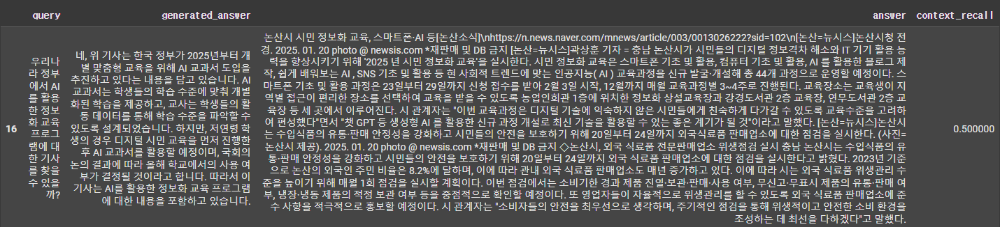 query generated_answer answer context_recall
16
우리나
라 정부
에서 AI
를 활용
한 정보
화 교육
프로그
램에 대
한 기사
를 찾을
수 있을
까?
네, 위 기사는 한국 정부가 2025년부터 개
별 맞춤형 교육을 위해 AI 교과서 도입을
추진하고 있다는 내용을 담고 있습니다. AI
교과서는 학생들의 학습 수준에 맞춰 개별
화된 학습을 제공하고, 교사는 학생들의 활
동 데이터를 통해 학습 수준을 파악할 수
있도록 설계되었습니다. 하지만, 저연령 학
생의 경우 디지털 시민 교육을 먼저 진행한
후 AI 교과서를 활용할 예정이며, 국회의
논의 결과에 따라 올해 학교에서의 사용 여
부가 결정될 것이라고 합니다. 따라서 이
기사는 AI를 활용한 정보화 교육 프로그램
에 대한 내용을 포함하고 있습니다.
논산시 시민 정보화 교육, 스마트폰·AI 등[논산소식]\nhttps://n.news.naver.com/mnews/article/003/0013026222?sid=102\n[논산=뉴시스]논산시청 전
경. 2025. 01. 20 photo @ newsis.com *재판매 및 DB 금지 [논산=뉴시스]곽상훈 기자 = 충남 논산시가 시민들의 디지털 정보격차 해소와 IT 기기 활용 능
력을 향상시키기 위해 '2025 년 시민 정보화 교육'을 실시한다. 시민 정보화 교육은 스마트폰 기초 및 활용, 컴퓨터 기초 및 활용, AI 를 활용한 블로그 제
작, 쉽게 배워보는 AI , SNS 기초 및 활용 등 현 사회적 트렌드에 맞는 인공지능( AI ) 교육과정을 신규 발굴·개설해 총 44개 과정으로 운영할 예정이다. 스
마트폰 기초 및 활용 과정은 23일부터 29일까지 신청 접수를 받아 2월 3일 시작, 12월까지 매월 교육과정별 3~4주로 진행된다. 교육장소는 교육생이 지
역별 접근이 편리한 장소를 선택하여 교육을 받을 수 있도록 농업인회관 1층에 위치한 정보화 상설교육장과 강경도서관 2층 교육장, 연무도서관 2층 교
육장 등 세 곳에서 이루어진다. 시 관계자는 "이번 교육과정은 디지털 기술에 익숙하지 않은 시민들에게 친숙하게 다가갈 수 있도록 교육수준을 고려하
여 편성했다"면서 "챗 GPT 등 생성형 AI 를 활용한 신규 과정 개설로 최신 기술을 활용할 수 있는 좋은 계기가 될 것"이라고 말했다. [논산=뉴시스]논산시
는 수입식품의 유통·판매 안정성을 강화하고 시민들의 안전을 보호하기 위해 20일부터 24일까지 외국식료품 판매업소에 대한 점검을 실시한다. (사진=
논산시 제공). 2025. 01. 20 photo @ newsis.com *재판매 및 DB 금지 ◇논산시, 외국 식료품 전문판매업소 위생점검 실시 충남 논산시는 수입식품의 유
통·판매 안정성을 강화하고 시민들의 안전을 보호하기 위해 20일부터 24일까지 외국식료품 판매업소에 대한 점검을 실시한다고 밝혔다. 2023년 기준
으로 논산의 외국인 주민 비율은 8.2%에 달하며, 이에 따라 관내 외국 식료품 판매업소도 매년 증가하고 있다. 이에 따라 시는 외국 식료품 위생관리 수
준을 높이기 위해 매월 1회 점검을 실시할 계획이다. 이번 점검에서는 소비기한 경과 제품 진열·보관·판매·사용 여부, 무신고·무표시 제품의 유통·판매 여
부, 냉장·냉동 제품의 적정 보관 여부 등을 중점적으로 확인할 예정이다. 또 영업자들이 자율적으로 위생관리를 할 수 있도록 외국 식료품 판매업소에 준
수 사항을 적극적으로 홍보할 예정이다. 시 관계자는 "소비자들의 안전을 최우선으로 생각하며, 주기적인 점검을 통해 위생적이고 안전한 소비 환경을
조성하는 데 최선을 다하겠다"고 말했다.
0.500000